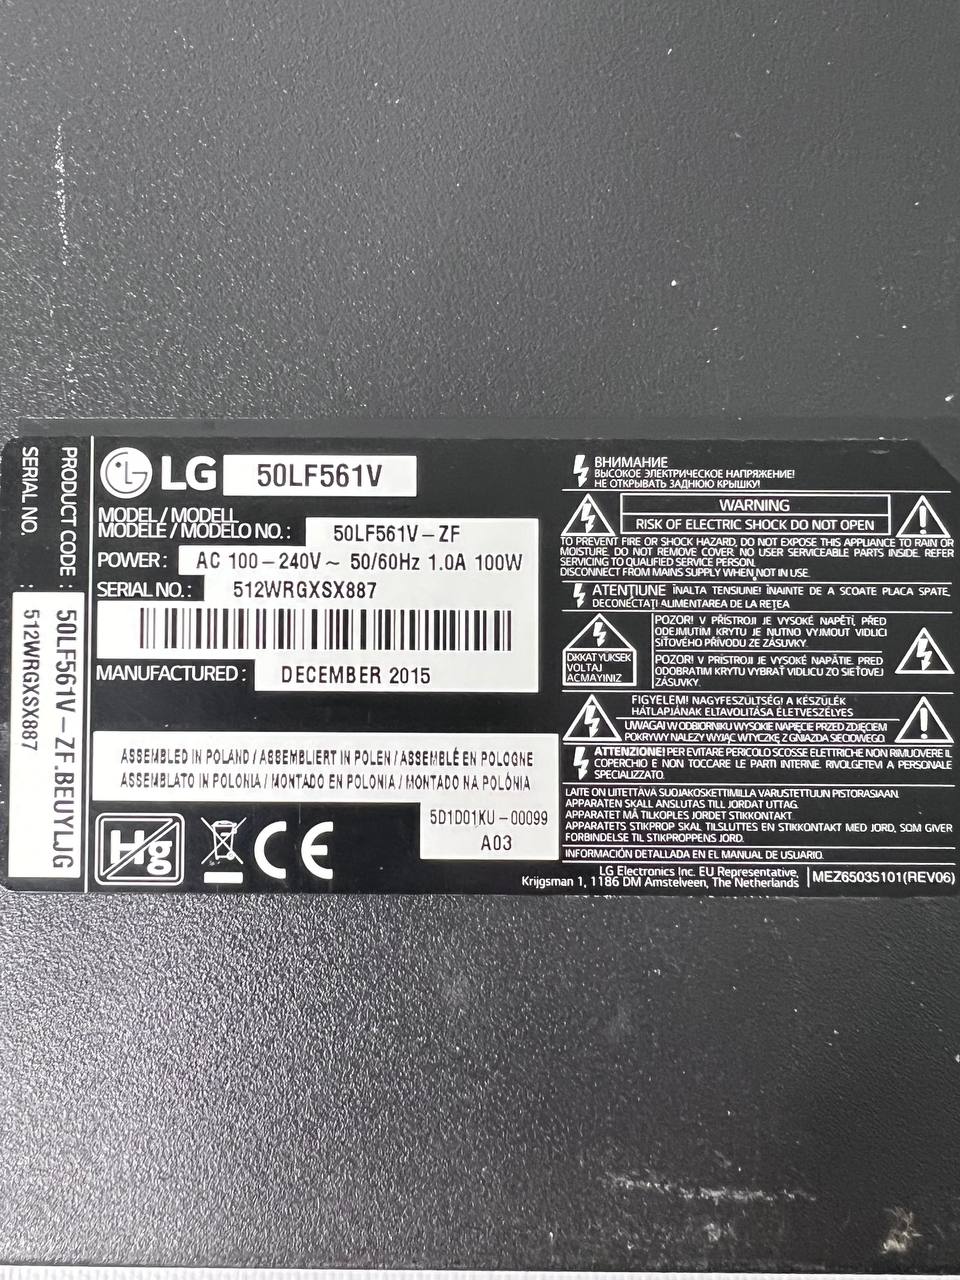 PRODUCT CODE : 50LF561V-ZF.BEUYLJG
SERIAL NO. : 512WRGXSX887
LG 50LF561V
MODEL / MODELL
MODÈLE / MODELO NO. : 50LF561V-ZF
POWER : AC 100-240V~ 50/60Hz 1.0A 100W
SERIAL NO. : 512WRGXSX887
MANUFACTURED : DECEMBER 2015
ASSEMBLED IN POLAND / ASSEMBLIERT IN POLEN / ASSEMBLÉ EN POLOGNE
ASSEMBLATO IN POLONIA / MONTADO EN POLONIA / MONTADO NA POLÓNIA
5D1D01KU-00099
A03
Hg
CE
ВНИМАНИЕ
ВЫСОКОЕ ЭЛЕКТРИЧЕСКОЕ НАПРЯЖЕНИЕ!
НЕ ОТКРЫВАТЬ ЗАДНЮЮ КРЫШКУ!
WARNING
RISK OF ELECTRIC SHOCK DO NOT OPEN
TO PREVENT FIRE OR SHOCK HAZARD, DO NOT EXPOSE THIS APPLIANCE TO RAIN OR
MOISTURE. DO NOT REMOVE COVER. NO USER SERVICEABLE PARTS INSIDE. REFER
SERVICING TO QUALIFIED SERVICE PERSON.
DISCONNECT FROM MAINS SUPPLY WHEN NOT IN USE.
ATENŢIUNE ÎNALTA TENSIUNE! ÎNAINTE DE A SCOATE PLACA SPATE,
DECONECTAŢI ALIMENTAREA DE LA REŢEA
DIKKAT YUKSEK
VOLTAJ
ACMAYINIZ
POZOR! V PŘÍSTROJI JE VYSOKÉ NAPĚTÍ, PŘED
ODEJMUTÍM KRYTU JE NUTNO VYJMOUT VIDLICI
SÍŤOVÉHO PŘÍVODU ZE ZÁSUVKY.
POZOR! V PRÍSTROJI JE VYSOKÉ NAPÄTIE. PRED
ODOBRATIM KRYTU VYBRAŤ VIDLICU ZO SIEŤOVEJ
ZÁSUVKY.
FIGYELEM! NAGYFESZÜLTSÉG! A KÉSZÜLÉK
HÁTLAPJÁNAK ELTÁVOLÍTÁSA ÉLETVESZÉLYES
UWAGA! W ODBIORNIKU WYSOKIE NAPIĘCIE PRZED ZDJĘCIEM
POKRYWY NALEŻY WYJĄĆ WTYCZKĘ Z GNIAZDA SIECIOWEGO
ATTENZIONE! PER EVITARE PERICOLO SCOSSE ELETTRICHE NON RIMUOVERE IL
COPERCHIO E NON TOCCARE LE PARTI INTERNE. RIVOLGETEVI A PERSONALE
SPECIALIZZATO.
LAITE ON LIITETTÄVÄ SUOJAKOSKETTIMILLA VARUSTETTUUN PISTORASIAAN.
APPARATEN SKALL ANSLUTAS TILL JORDAT UTTAG.
APPARATET MÅ TILKOPLES JORDET STIKKONTAKT
APPARATETS STIKPROP SKAL TILSLUTTES EN STIKKONTAKT MED JORD, SOM GIVER
FORBINDELSE TIL STIKPROPPENS JORD.
INFORMACIÓN DETALLADA EN EL MANUAL DE USUARIO.
LG Electronics Inc. EU Representative,
Krijgsman 1, 1186 DM Amstelveen, The Netherlands
MEZ65035101(REV06)